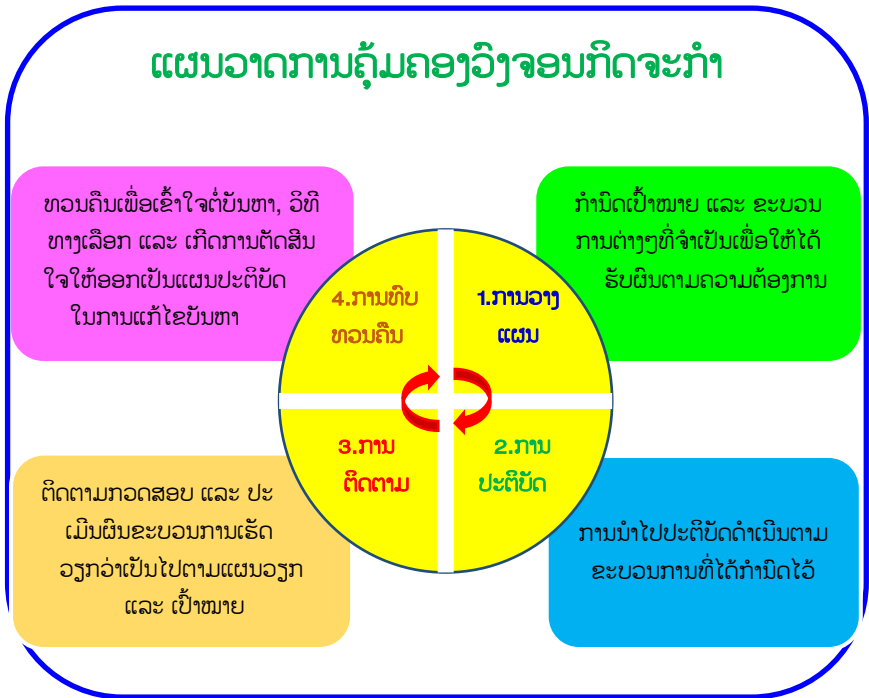 ແຜນວາດການຄຸ້ມຄອງວົງຈອນກິດຈະກຳ
ທວນຄືນເພື່ອເຂົ້າໃຈຕໍ່ບັນຫາ, ວິທີ
ທາງເລືອກ ແລະ ເກີດການຕັດສີນ
ໃຈໃຫ້ອອກເປັນແຜນປະຕິບັດ
ໃນການແກ້ໄຂບັນຫາ
ກຳນົດເປົ້າໝາຍ ແລະ ຂະບວນ
ການຕ່າງໆທີ່ຈຳເປັນເພື່ອໃຫ້ໄດ້
ຮັບຜົນຕາມຄວາມຕ້ອງການ
4.ການທົບ
ທວນຄືນ
1.ການວາງ
ແຜນ
3.ການ
ຕິດຕາມ
2.ການ
ປະຕິບັດ
ຕິດຕາມກວດສອບ ແລະ ປະ
ເມີນຜົນຂະບວນການເຮັດ
ວຽກວ່າເປັນໄປຕາມແຜນວຽກ
ແລະ ເປົ້າໝາຍ
ການນຳໄປປະຕິບັດດຳເນີນຕາມ
ຂະບວນການທີ່ໄດ້ກຳນົດໄວ້